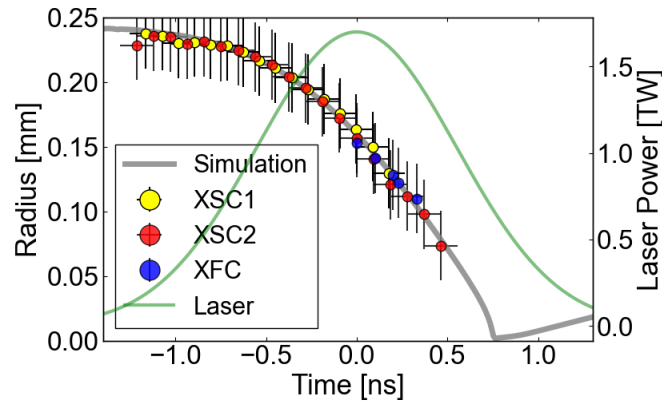 0.25
0.20
0.15
0.10
0.05
0.00
Radius [mm]
Simulation
XSC1
XSC2
XFC
Laser
1.5
1.0
0.5
0.0
Laser Power [TW]
−1.0
−0.5
0.0
0.5
1.0
Time [ns]